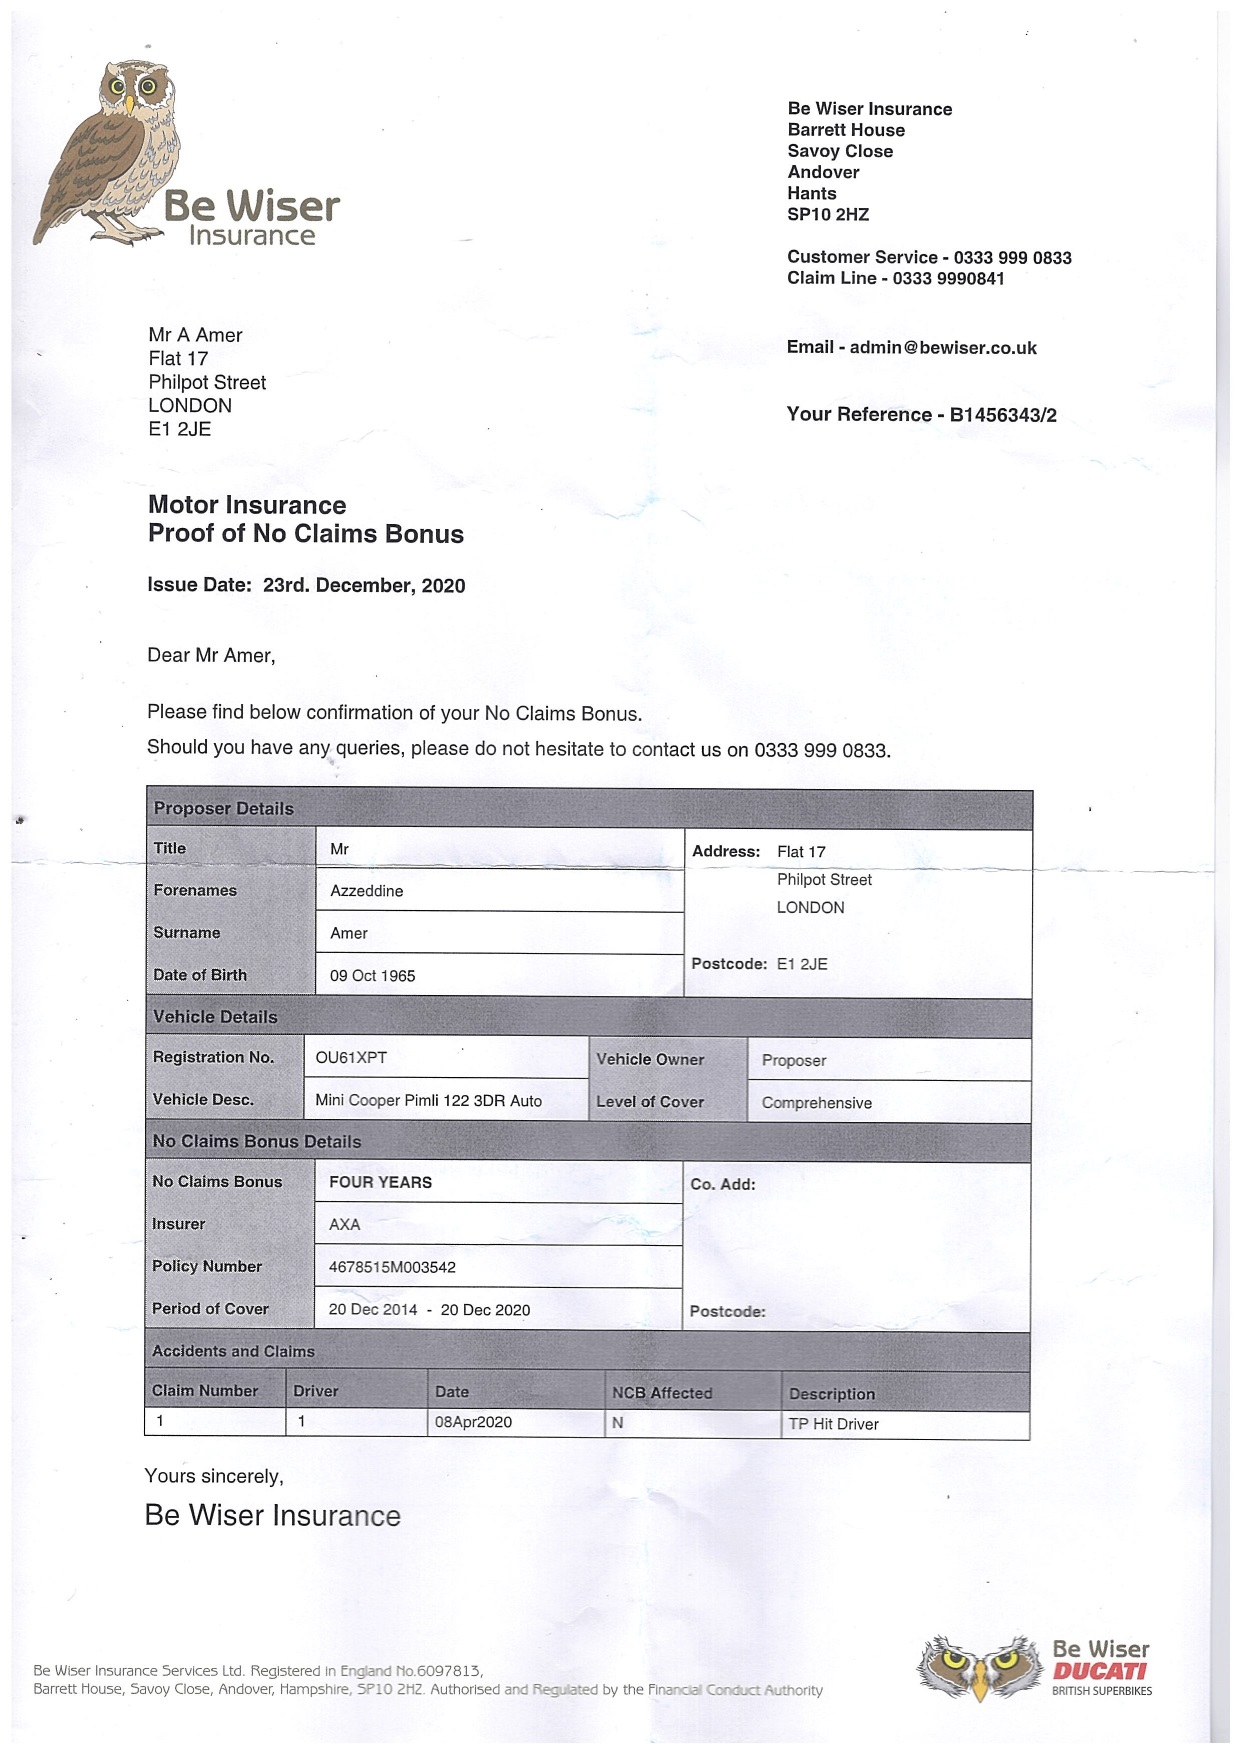 Be Wiser
Insurance
Be Wiser Insurance
Barrett House
Savoy Close
Andover
Hants
SP10 2HZ
Customer Service - 0333 999 0833
Claim Line - 0333 9990841
Email - admin@bewiser.co.uk
Your Reference - B1456343/2
Mr A Amer
Flat 17
Philpot Street
LONDON
E1 2JE
Motor Insurance
Proof of No Claims Bonus
Issue Date: 23rd. December, 2020
Dear Mr Amer,
Please find below confirmation of your No Claims Bonus.
Should you have any queries, please do not hesitate to contact us on 0333 999 0833.
Proposer Details
Title Mr Address: Flat 17
Philpot Street
Forenames Azzeddine
LONDON
Surname Amer
Postcode: E1 2JE
Date of Birth 09 Oct 1965
Vehicle Details
Registration No. OU61XPT Vehicle Owner Proposer
Vehicle Desc. Mini Cooper Pimli 122 3DR Auto Level of Cover Comprehensive
No Claims Bonus Details
No Claims Bonus FOUR YEARS Co. Add:
Insurer AXA
Policy Number 4678515M003542
Period of Cover 20 Dec 2014 - 20 Dec 2020 Postcode:
Accidents and Claims
Claim Number Driver Date NCB Affected Description
1 1 08Apr2020 N TP Hit Driver
Yours sincerely,
Be Wiser Insurance
Be Wiser Insurance Services Ltd. Registered in England No.6097813,
Barrett House, Savoy Close, Andover, Hampshire, SP10 2HZ. Authorised and Regulated by the Financial Conduct Authority
Be Wiser
DUCATI
BRITISH SUPERBIKES